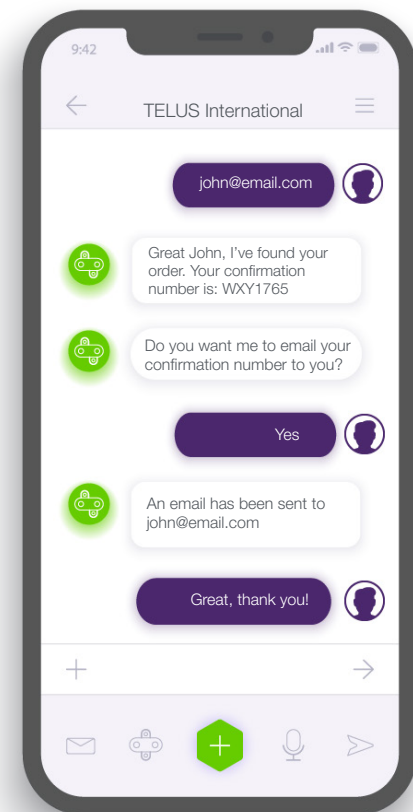 9:42
TELUS International
john@email.com
Great John, I've found your
order. Your confirmation
number is: WXY1765
Do you want me to email your
confirmation number to you?
Yes
An email has been sent to
john@email.com
Great, thank you!